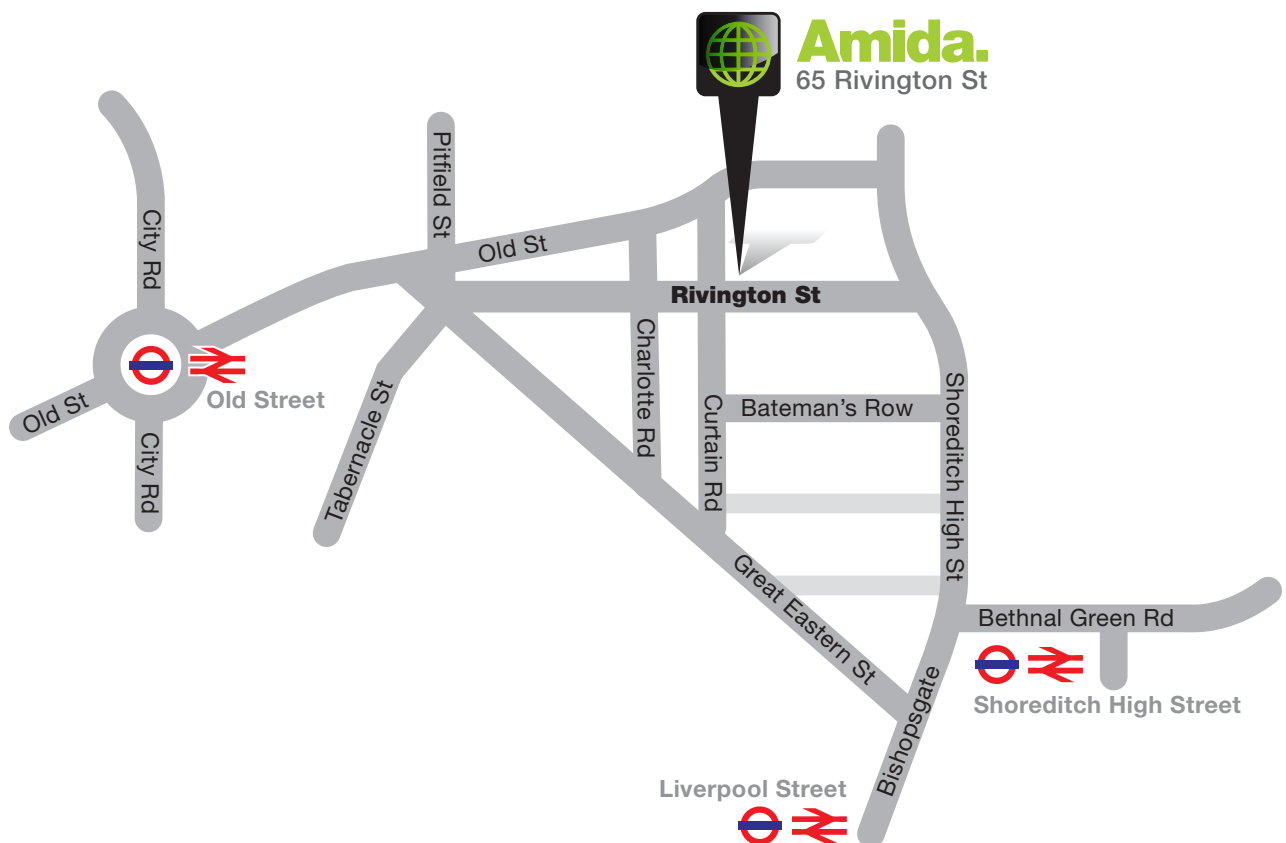 Amida.
65 Rivington St
Pitfield St
City Rd
Old St
Rivington St
Old Street
Old St
City Rd
Tabernacle St
Charlotte Rd
Curtain Rd
Bateman's Row
Shoreditch High St
Great Eastern St
Bethnal Green Rd
Shoreditch High Street
Bishopsgate
Liverpool Street